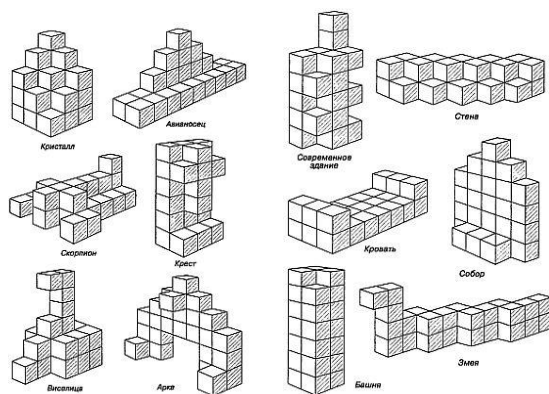 Кристалл
Авианосец
Современное
здание
Стена
Скорпион
Крест
Кровать
Собор
Виселица
Арка
Башня
Змея